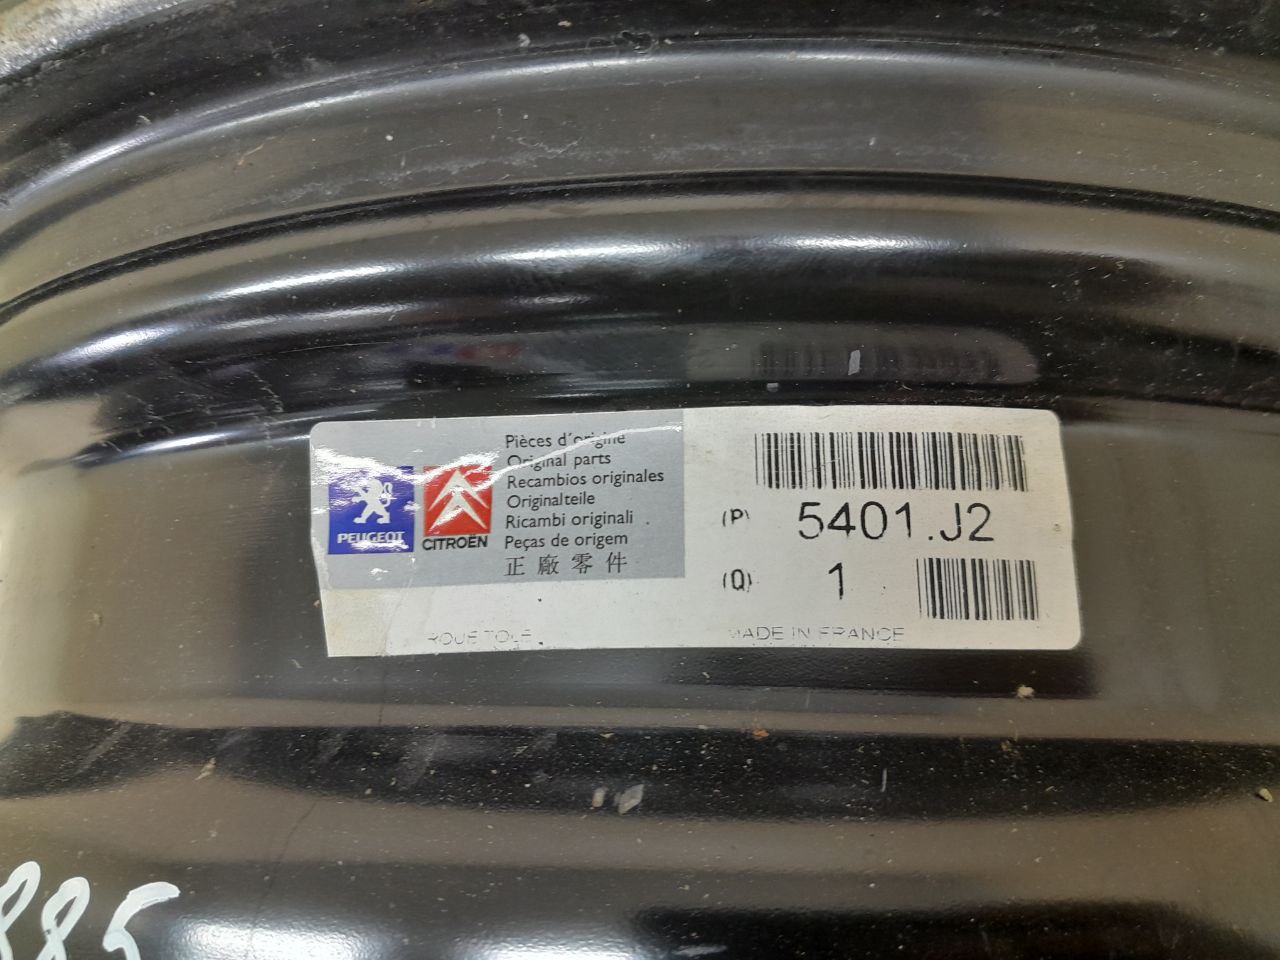 Pièces d'origine
Original parts
Recambios originales
Originalteile
Ricambi originali
Peças de origem
正廠零件
PEUGEOT
CITROËN
(P) 5401.J2
(Q) 1
ROUE TOLE
MADE IN FRANCE
885